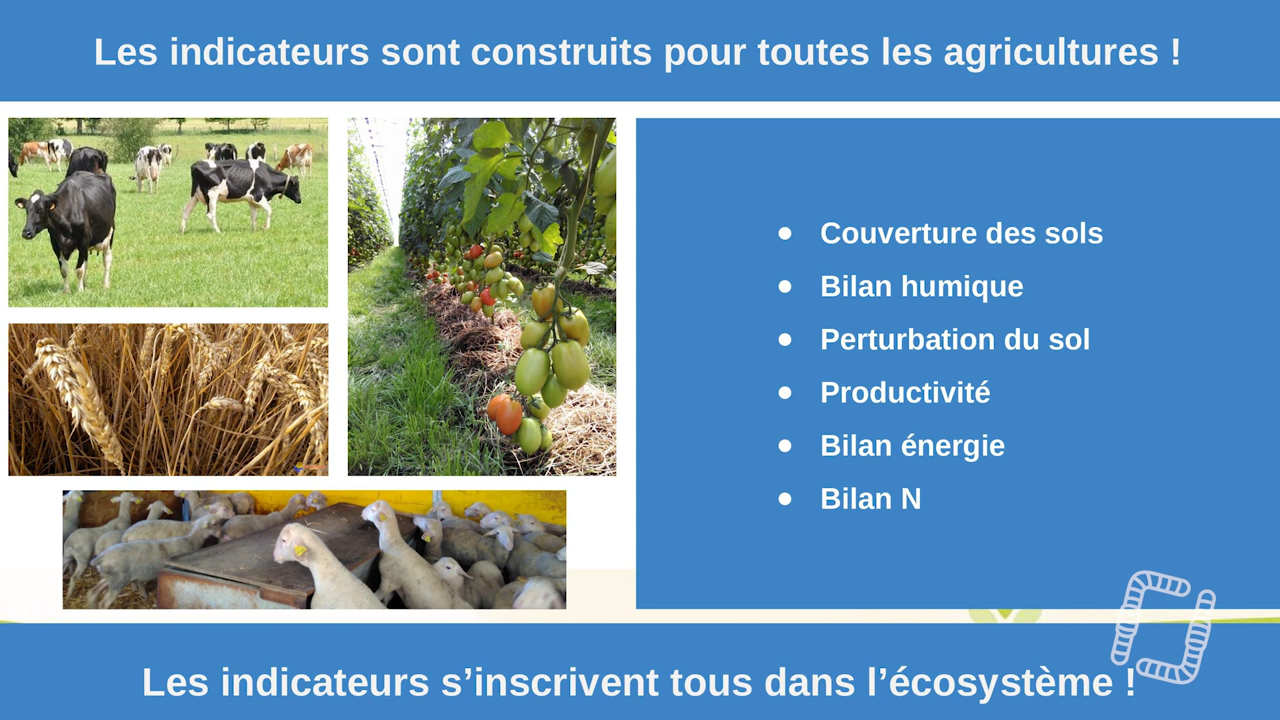 Les indicateurs sont construits pour toutes les agricultures !
● Couverture des sols
● Bilan humique
● Perturbation du sol
● Productivité
● Bilan énergie
● Bilan N
Les indicateurs s’inscrivent tous dans l’écosystème !